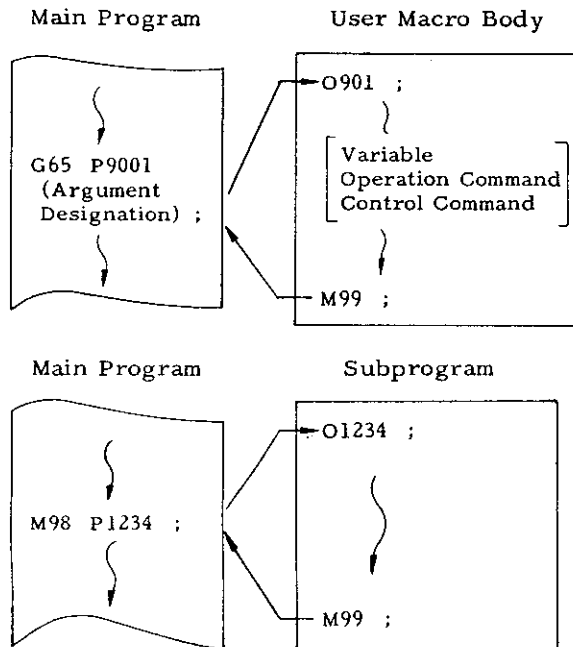 Main Program
User Macro Body
G65 P9001
(Argument
Designation) ;
O901 ;
Variable
Operation Command
Control Command
M99 ;
Main Program
Subprogram
M98 P1234 ;
O1234 ;
M99 ;